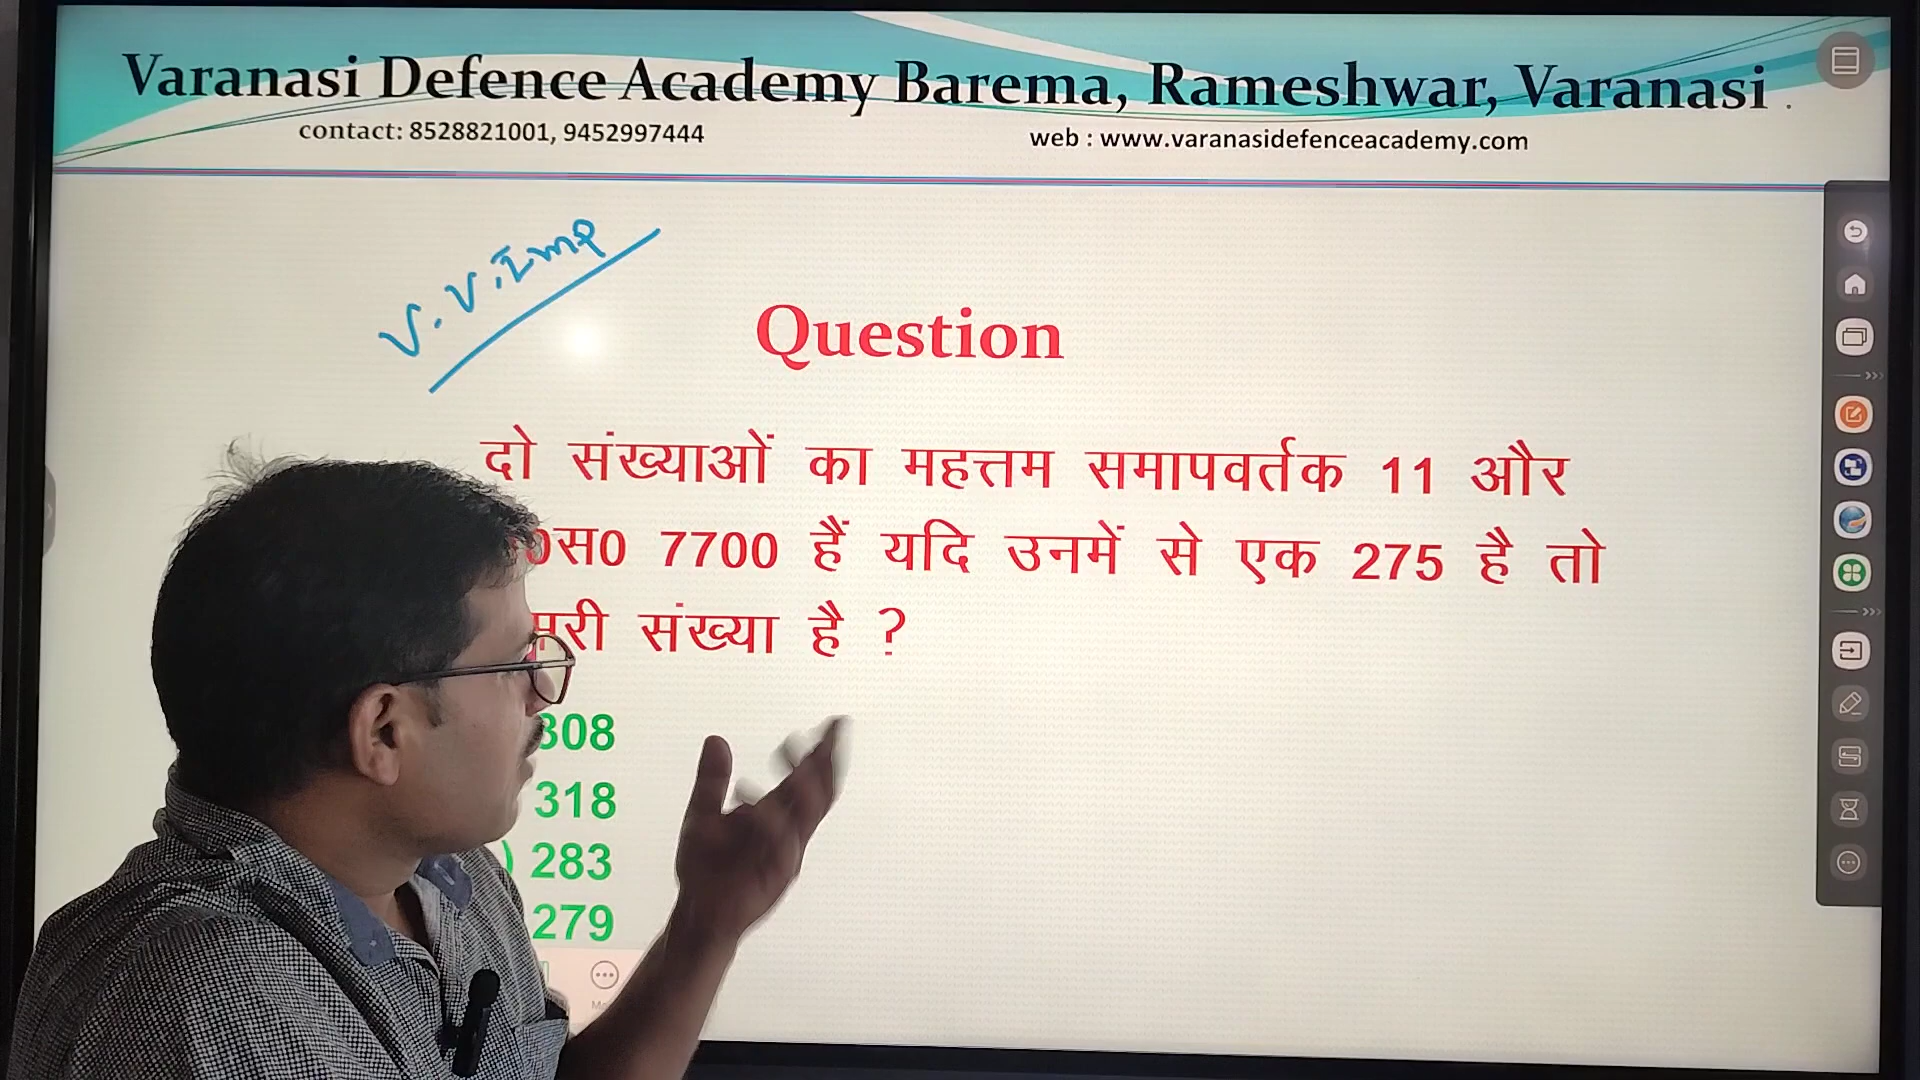 Varanasi Defence Academy Barema, Rameshwar, Varanasi .
contact: 8528821001, 9452997444
web : www.varanasidefenceacademy.com
V.V.Imp
Question
दो संख्याओं का महत्तम समापवर्तक 11 और
7700 हैं यदि उनमें से एक 275 है तो
संख्या है ?
308
318
) 283
279